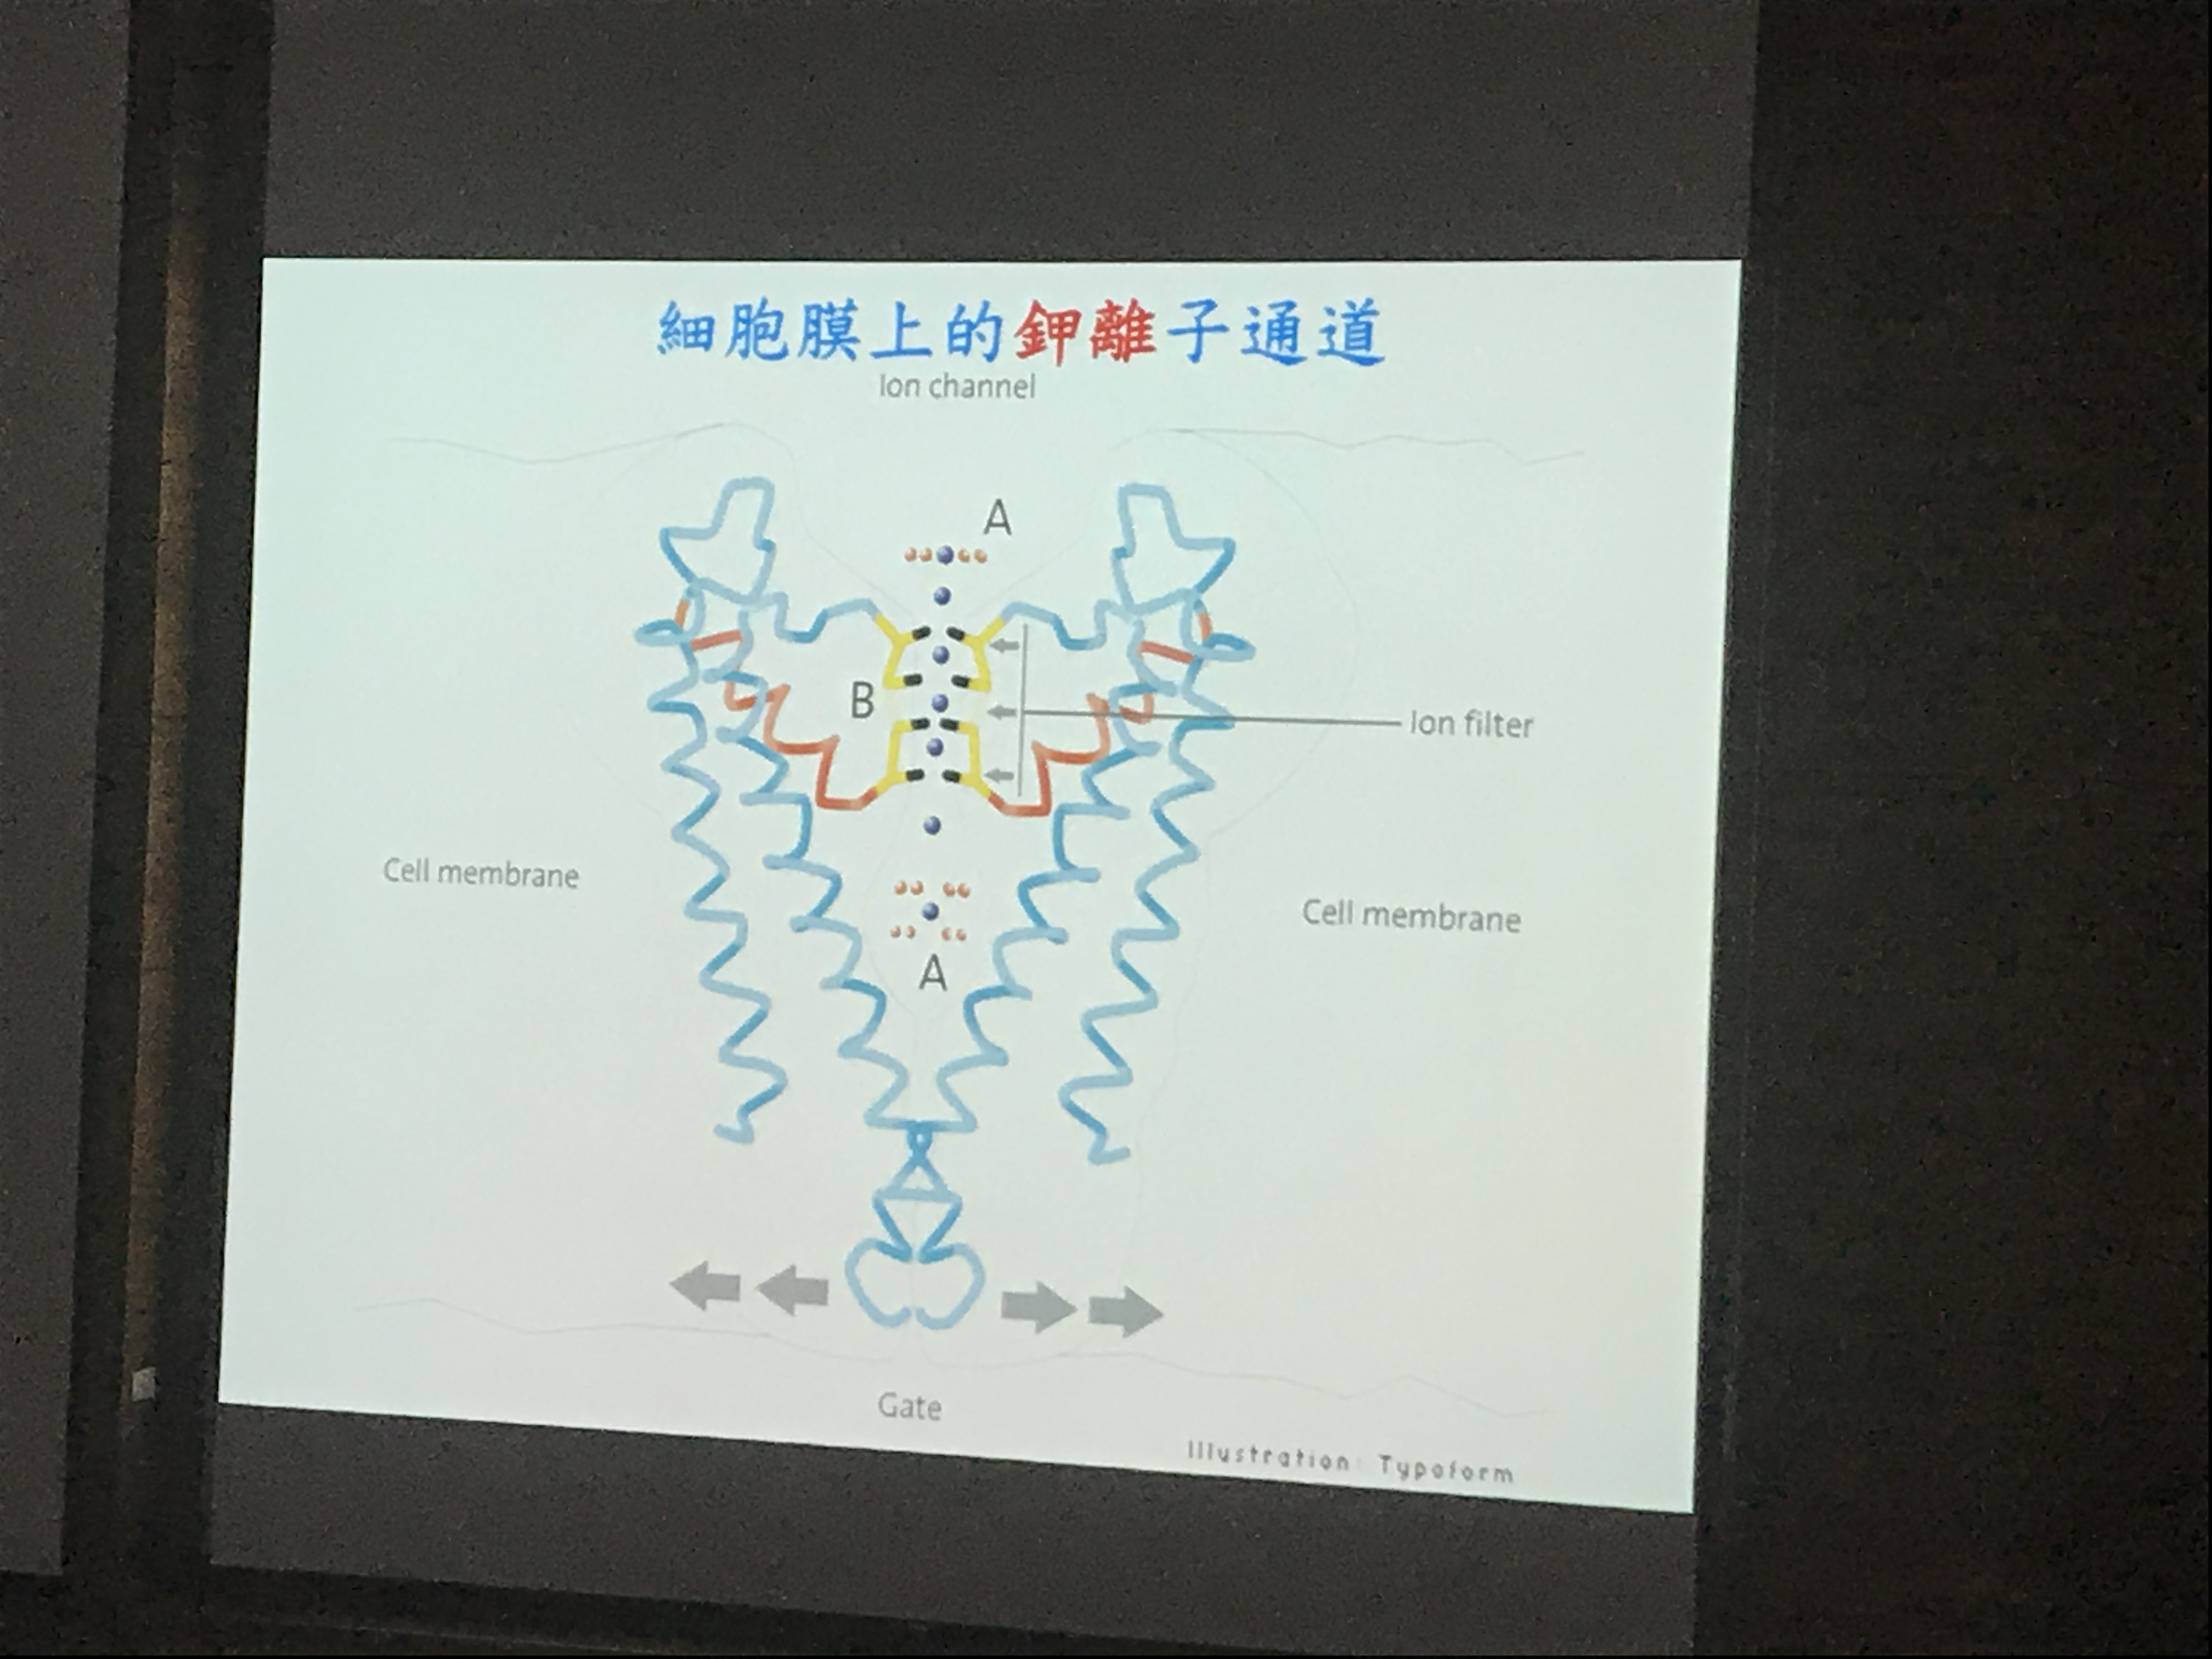 細胞膜上的鉀離子通道
Ion channel
A
B
Ion filter
Cell membrane
Cell membrane
A
Gate
Illustration: Typoform